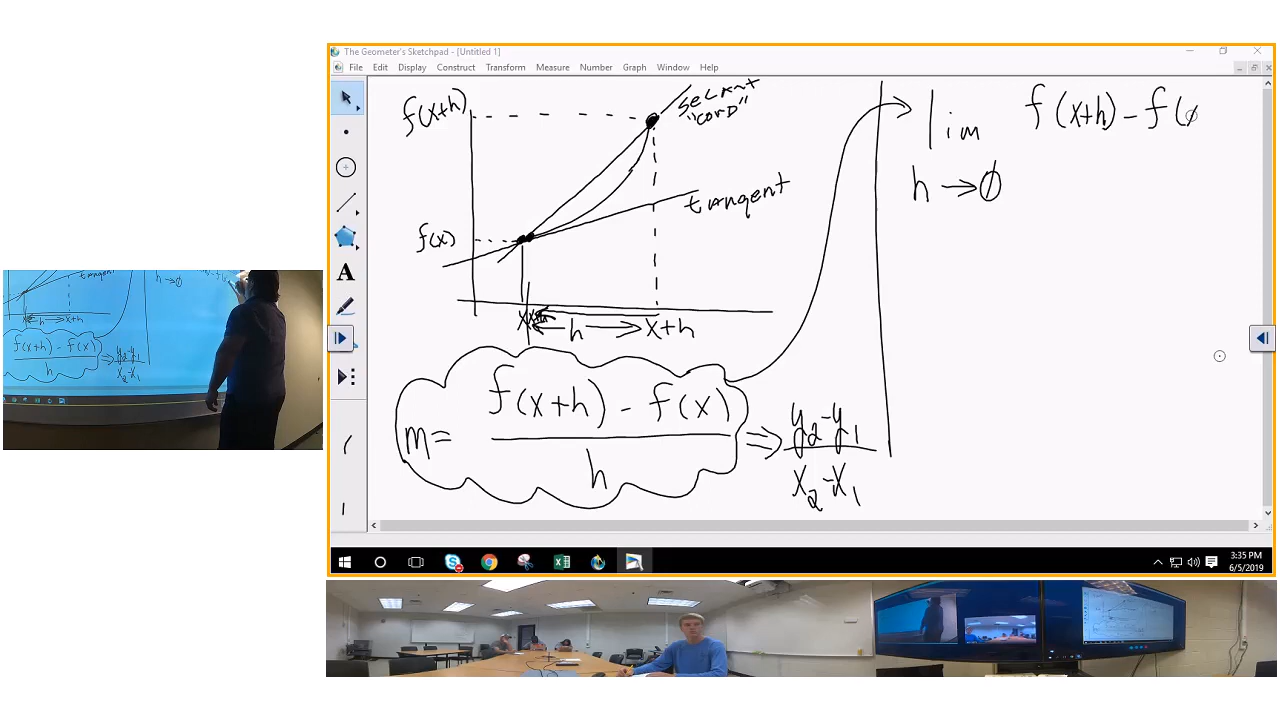 The Geometer's Sketchpad - [Untitled 1]
File Edit Display Construct Transform Measure Number Graph Window Help
f(x+h)
secant
"cord"
tangent
f(x)
h
x+h
m= f(x+h) - f(x)
h
⇒ y2-y1
x2-x1
lim f(x+h) - f(
h→0
A
3:35 PM
6/5/2019